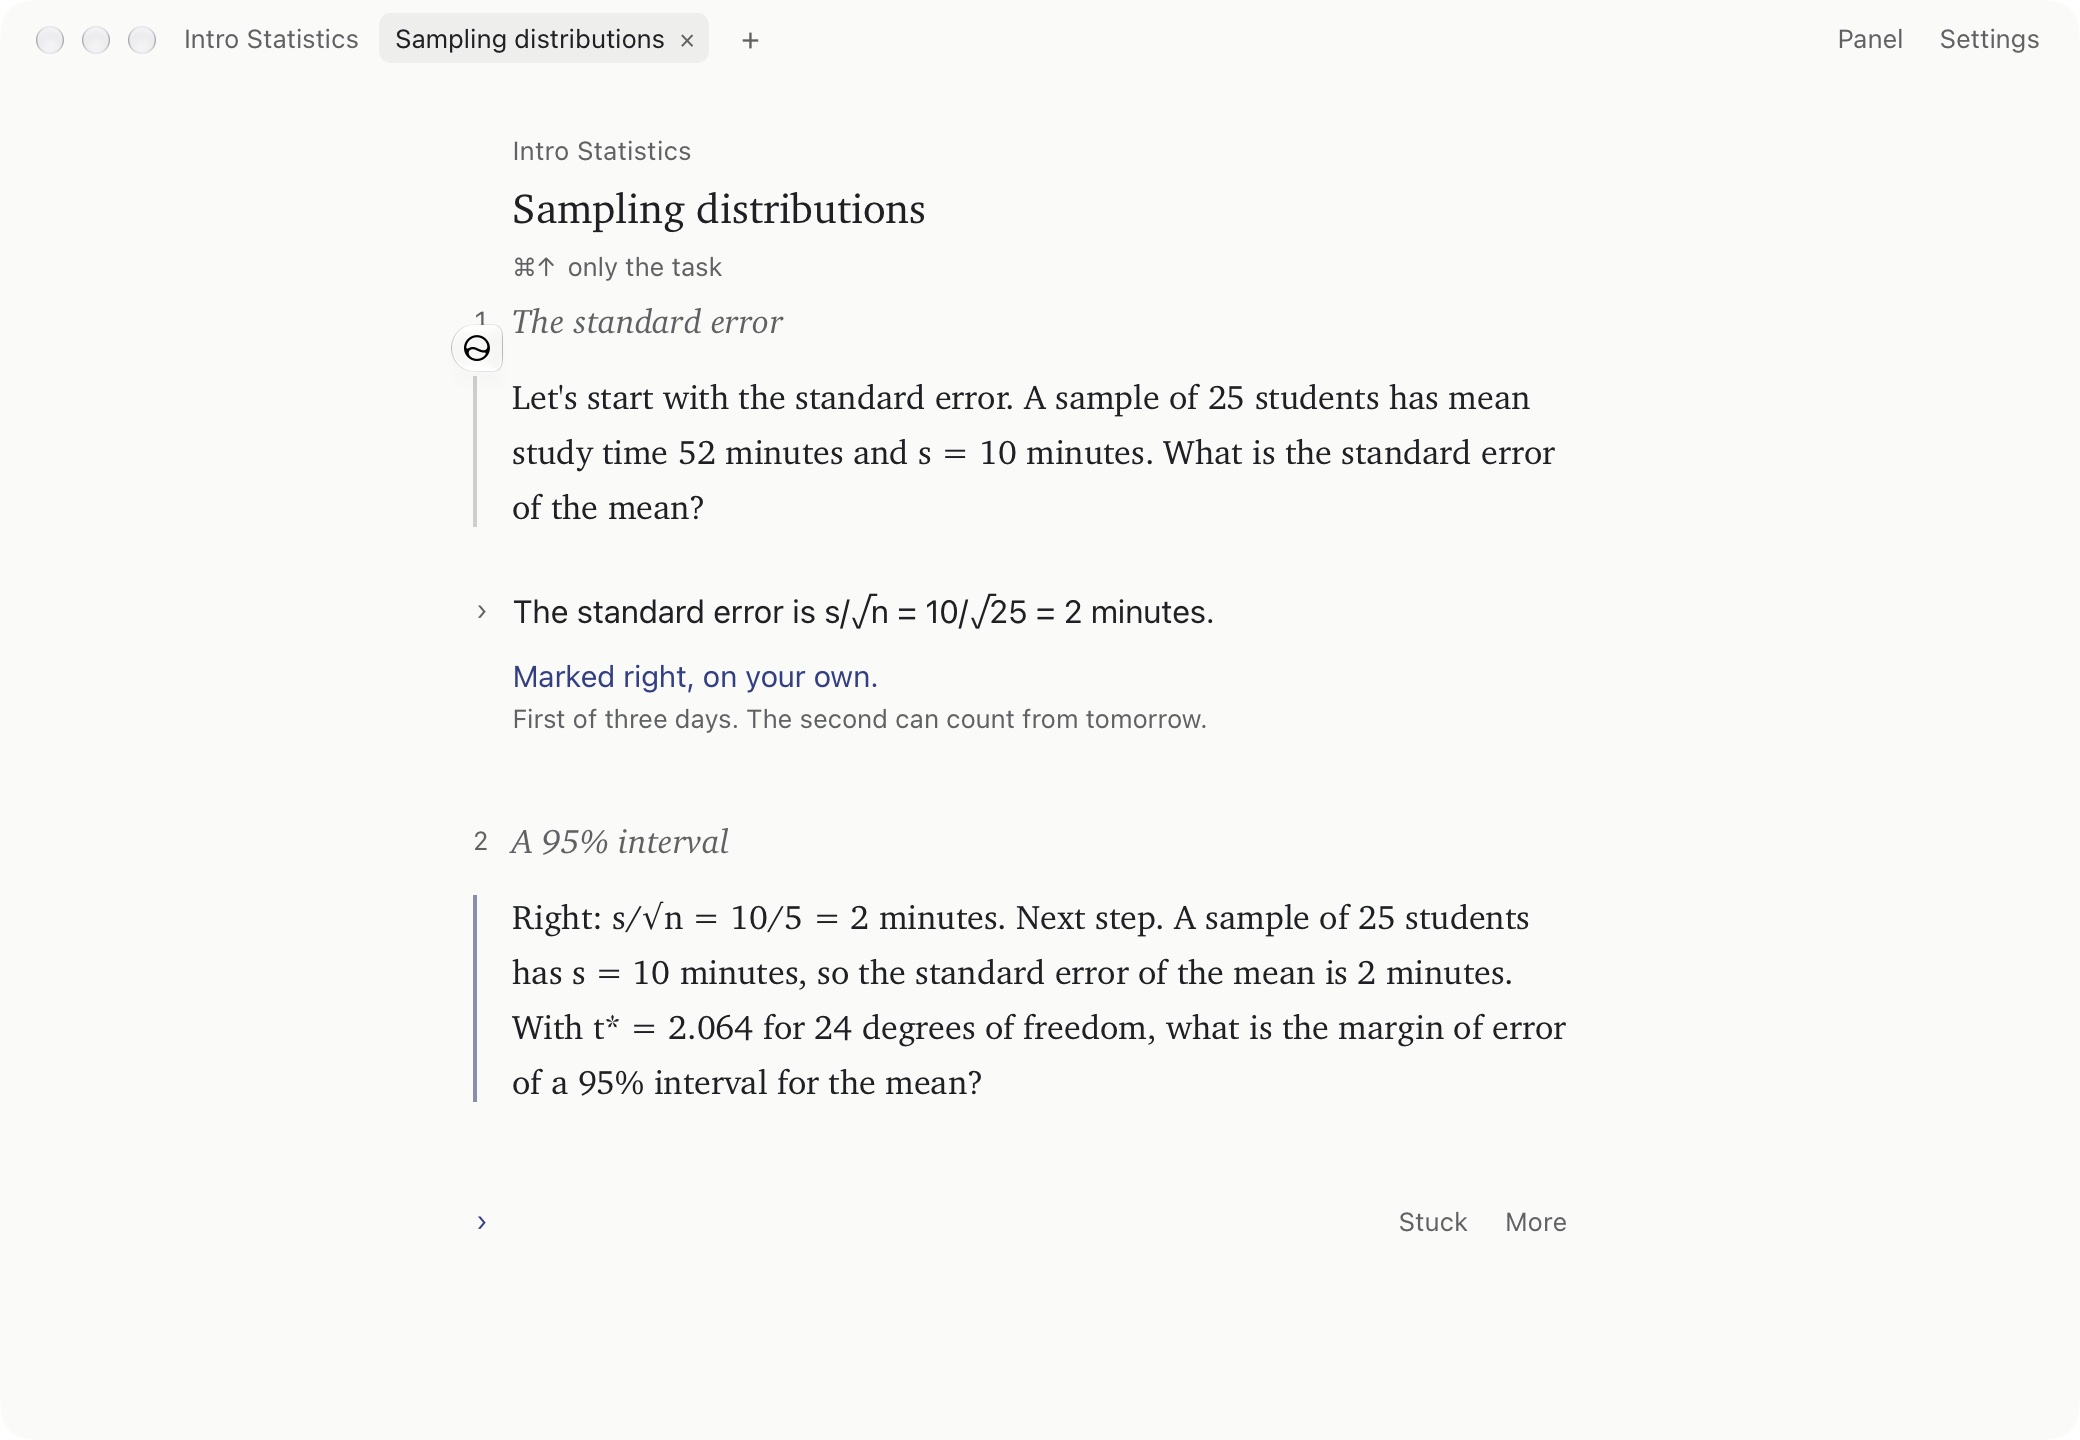 Intro Statistics
Sampling distributions ×
+
Panel
Settings
Intro Statistics
Sampling distributions
⌘↑ only the task
1 The standard error
Let's start with the standard error. A sample of 25 students has mean
study time 52 minutes and s = 10 minutes. What is the standard error
of the mean?
› The standard error is s/√n = 10/√25 = 2 minutes.
Marked right, on your own.
First of three days. The second can count from tomorrow.
2 A 95% interval
Right: s/√n = 10/5 = 2 minutes. Next step. A sample of 25 students
has s = 10 minutes, so the standard error of the mean is 2 minutes.
With t* = 2.064 for 24 degrees of freedom, what is the margin of error
of a 95% interval for the mean?
›
Stuck
More